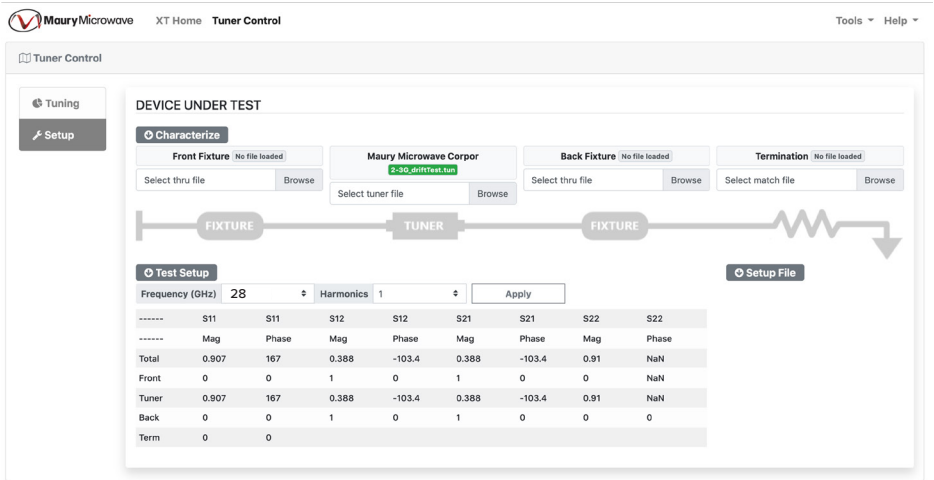 Maury Microwave XT Home Tuner Control Tools Help
Tuner Control
Tuning
Setup
DEVICE UNDER TEST
Characterize
Front Fixture No file loaded
Select thru file Browse
Maury Microwave Corpor
2-30_driftTest.tun
Select tuner file Browse
Back Fixture No file loaded
Select thru file Browse
Termination No file loaded
Select match file Browse
FIXTURE TUNER FIXTURE
Test Setup Setup File
Frequency (GHz) 28 Harmonics 1 Apply
------ S11 S11 S12 S12 S21 S21 S22 S22
------ Mag Phase Mag Phase Mag Phase Mag Phase
Total 0.907 167 0.388 -103.4 0.388 -103.4 0.91 NaN
Front 0 0 1 0 1 0 0 NaN
Tuner 0.907 167 0.388 -103.4 0.388 -103.4 0.91 NaN
Back 0 0 1 0 1 0 0 0
Term 0 0